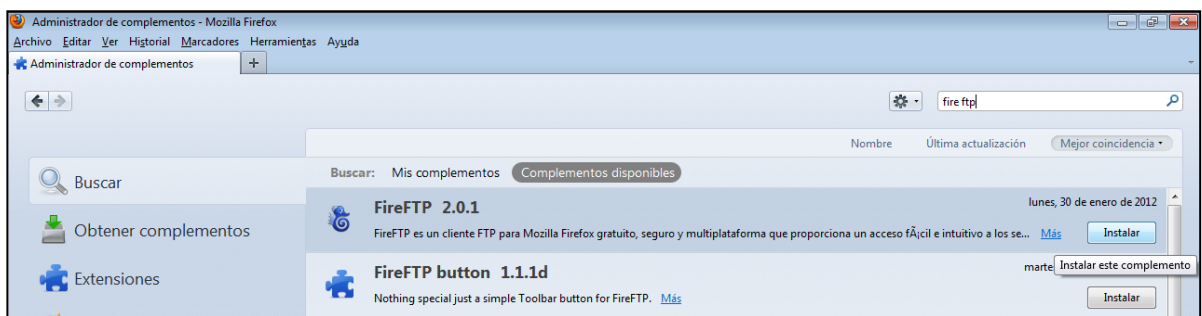 Administrador de complementos - Mozilla Firefox
Archivo Editar Ver Historial Marcadores Herramientas Ayuda
Administrador de complementos
fire ftp
Nombre Última actualización Mejor coincidencia
Buscar
Buscar: Mis complementos Complementos disponibles
FireFTP 2.0.1 lunes, 30 de enero de 2012
FireFTP es un cliente FTP para Mozilla Firefox gratuito, seguro y multiplataforma que proporciona un acceso fÃ¡cil e intuitivo a los se... Más Instalar
Obtener complementos
Extensiones
FireFTP button 1.1.1d Instalar este complemento
Nothing special just a simple Toolbar button for FireFTP. Más Instalar